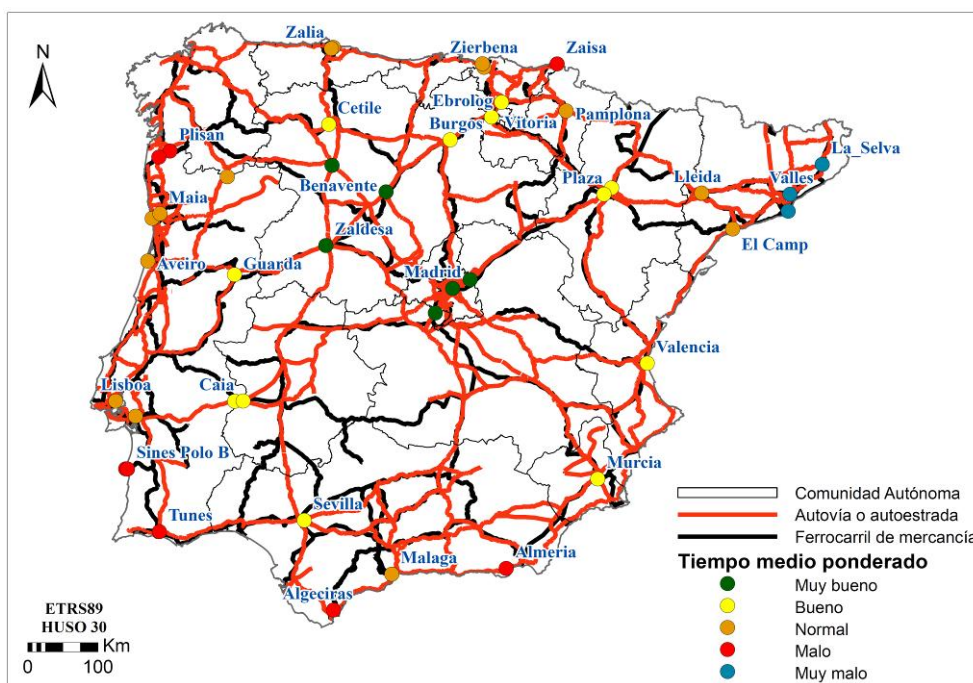 N
Zalia
Zierbena
Zaisa
Cetile
Ebrolog
Vitoria
Burgos
Pamplona
Plisan
La_Selva
Benavente
Plaza
Lleida
Valles
Maia
Zaldesa
El Camp
Aveiro
Guarda
Madrid
Valencia
Lisboa
Caia
Sines Polo B
Murcia
Tunes
Sevilla
Malaga
Almeria
Algeciras
Comunidad Autónoma
Autovía o autoestrada
Ferrocarril de mercancía
Tiempo medio ponderado
Muy bueno
Bueno
Normal
Malo
Muy malo
ETRS89
HUSO 30
Km
0 100